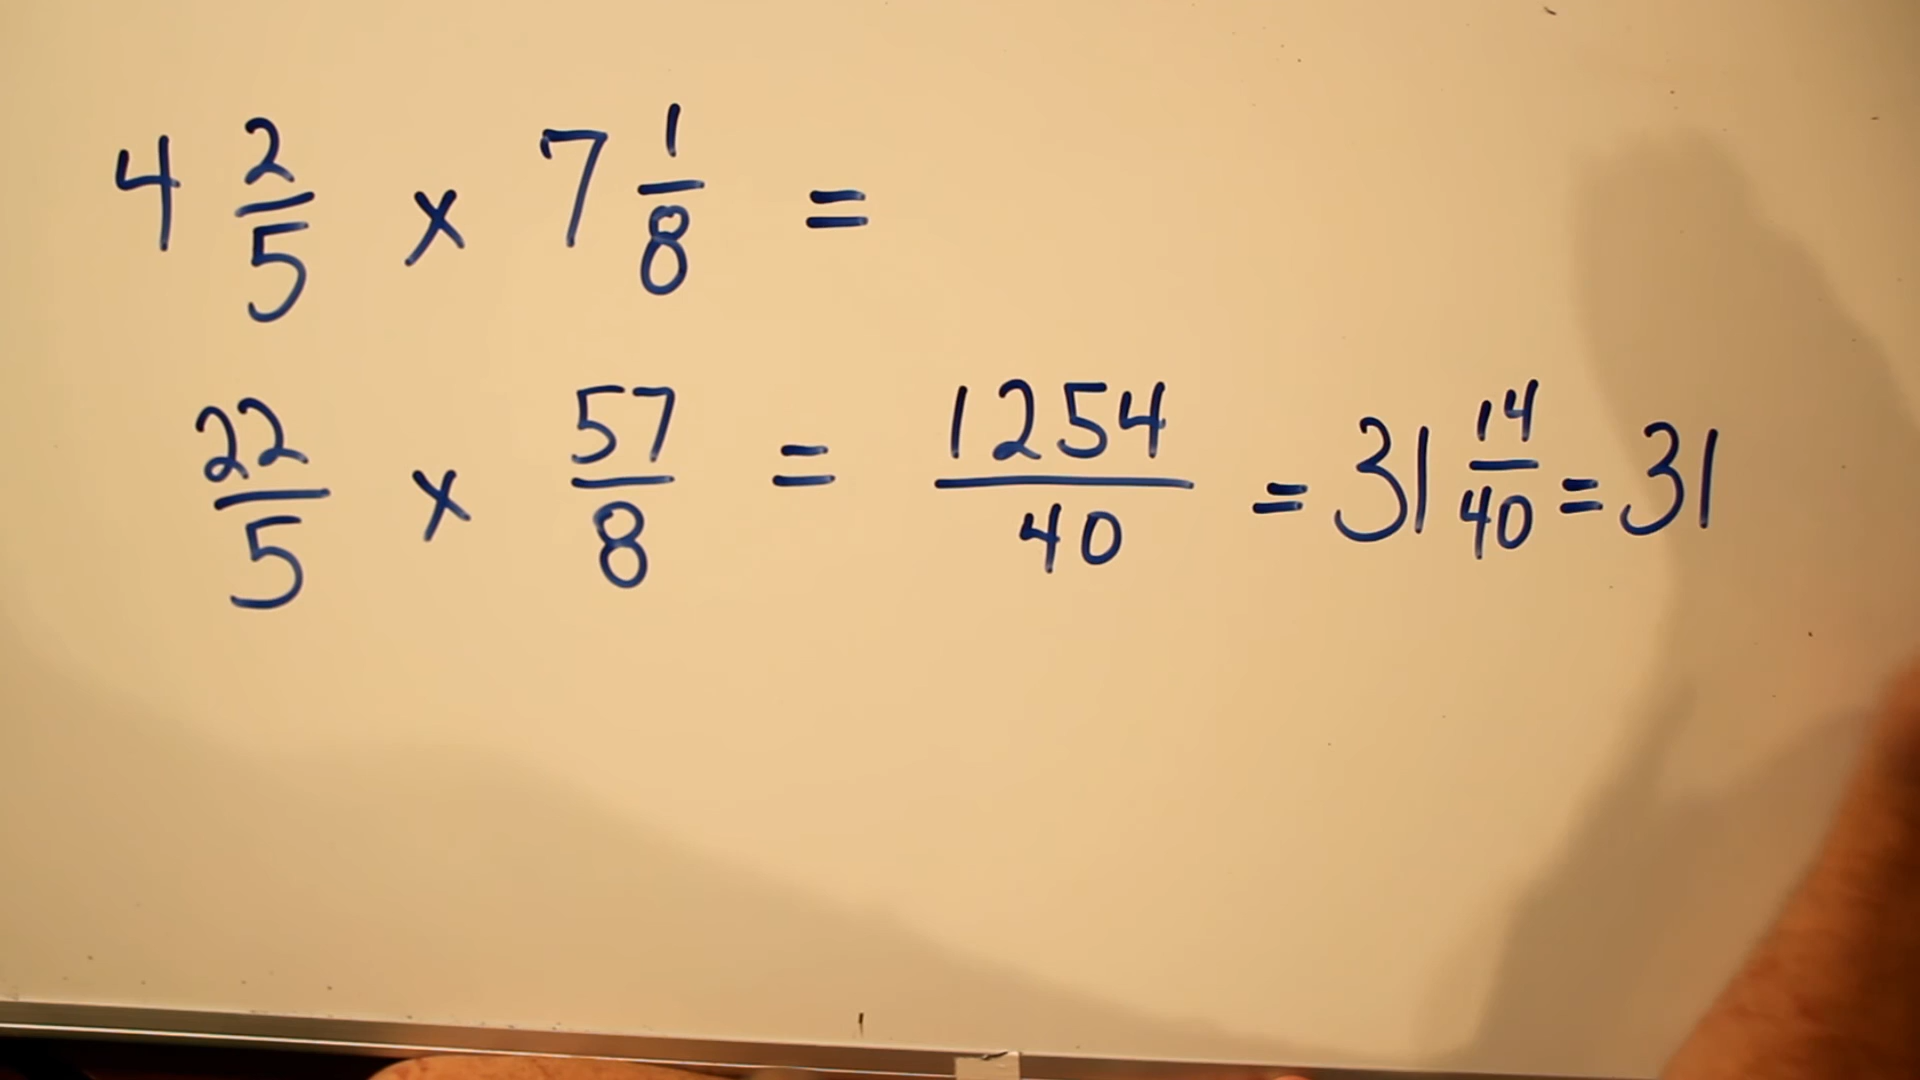 4 2/5 × 7 1/8 =
22/5 × 57/8 = 1254/40 = 31 14/40 = 31